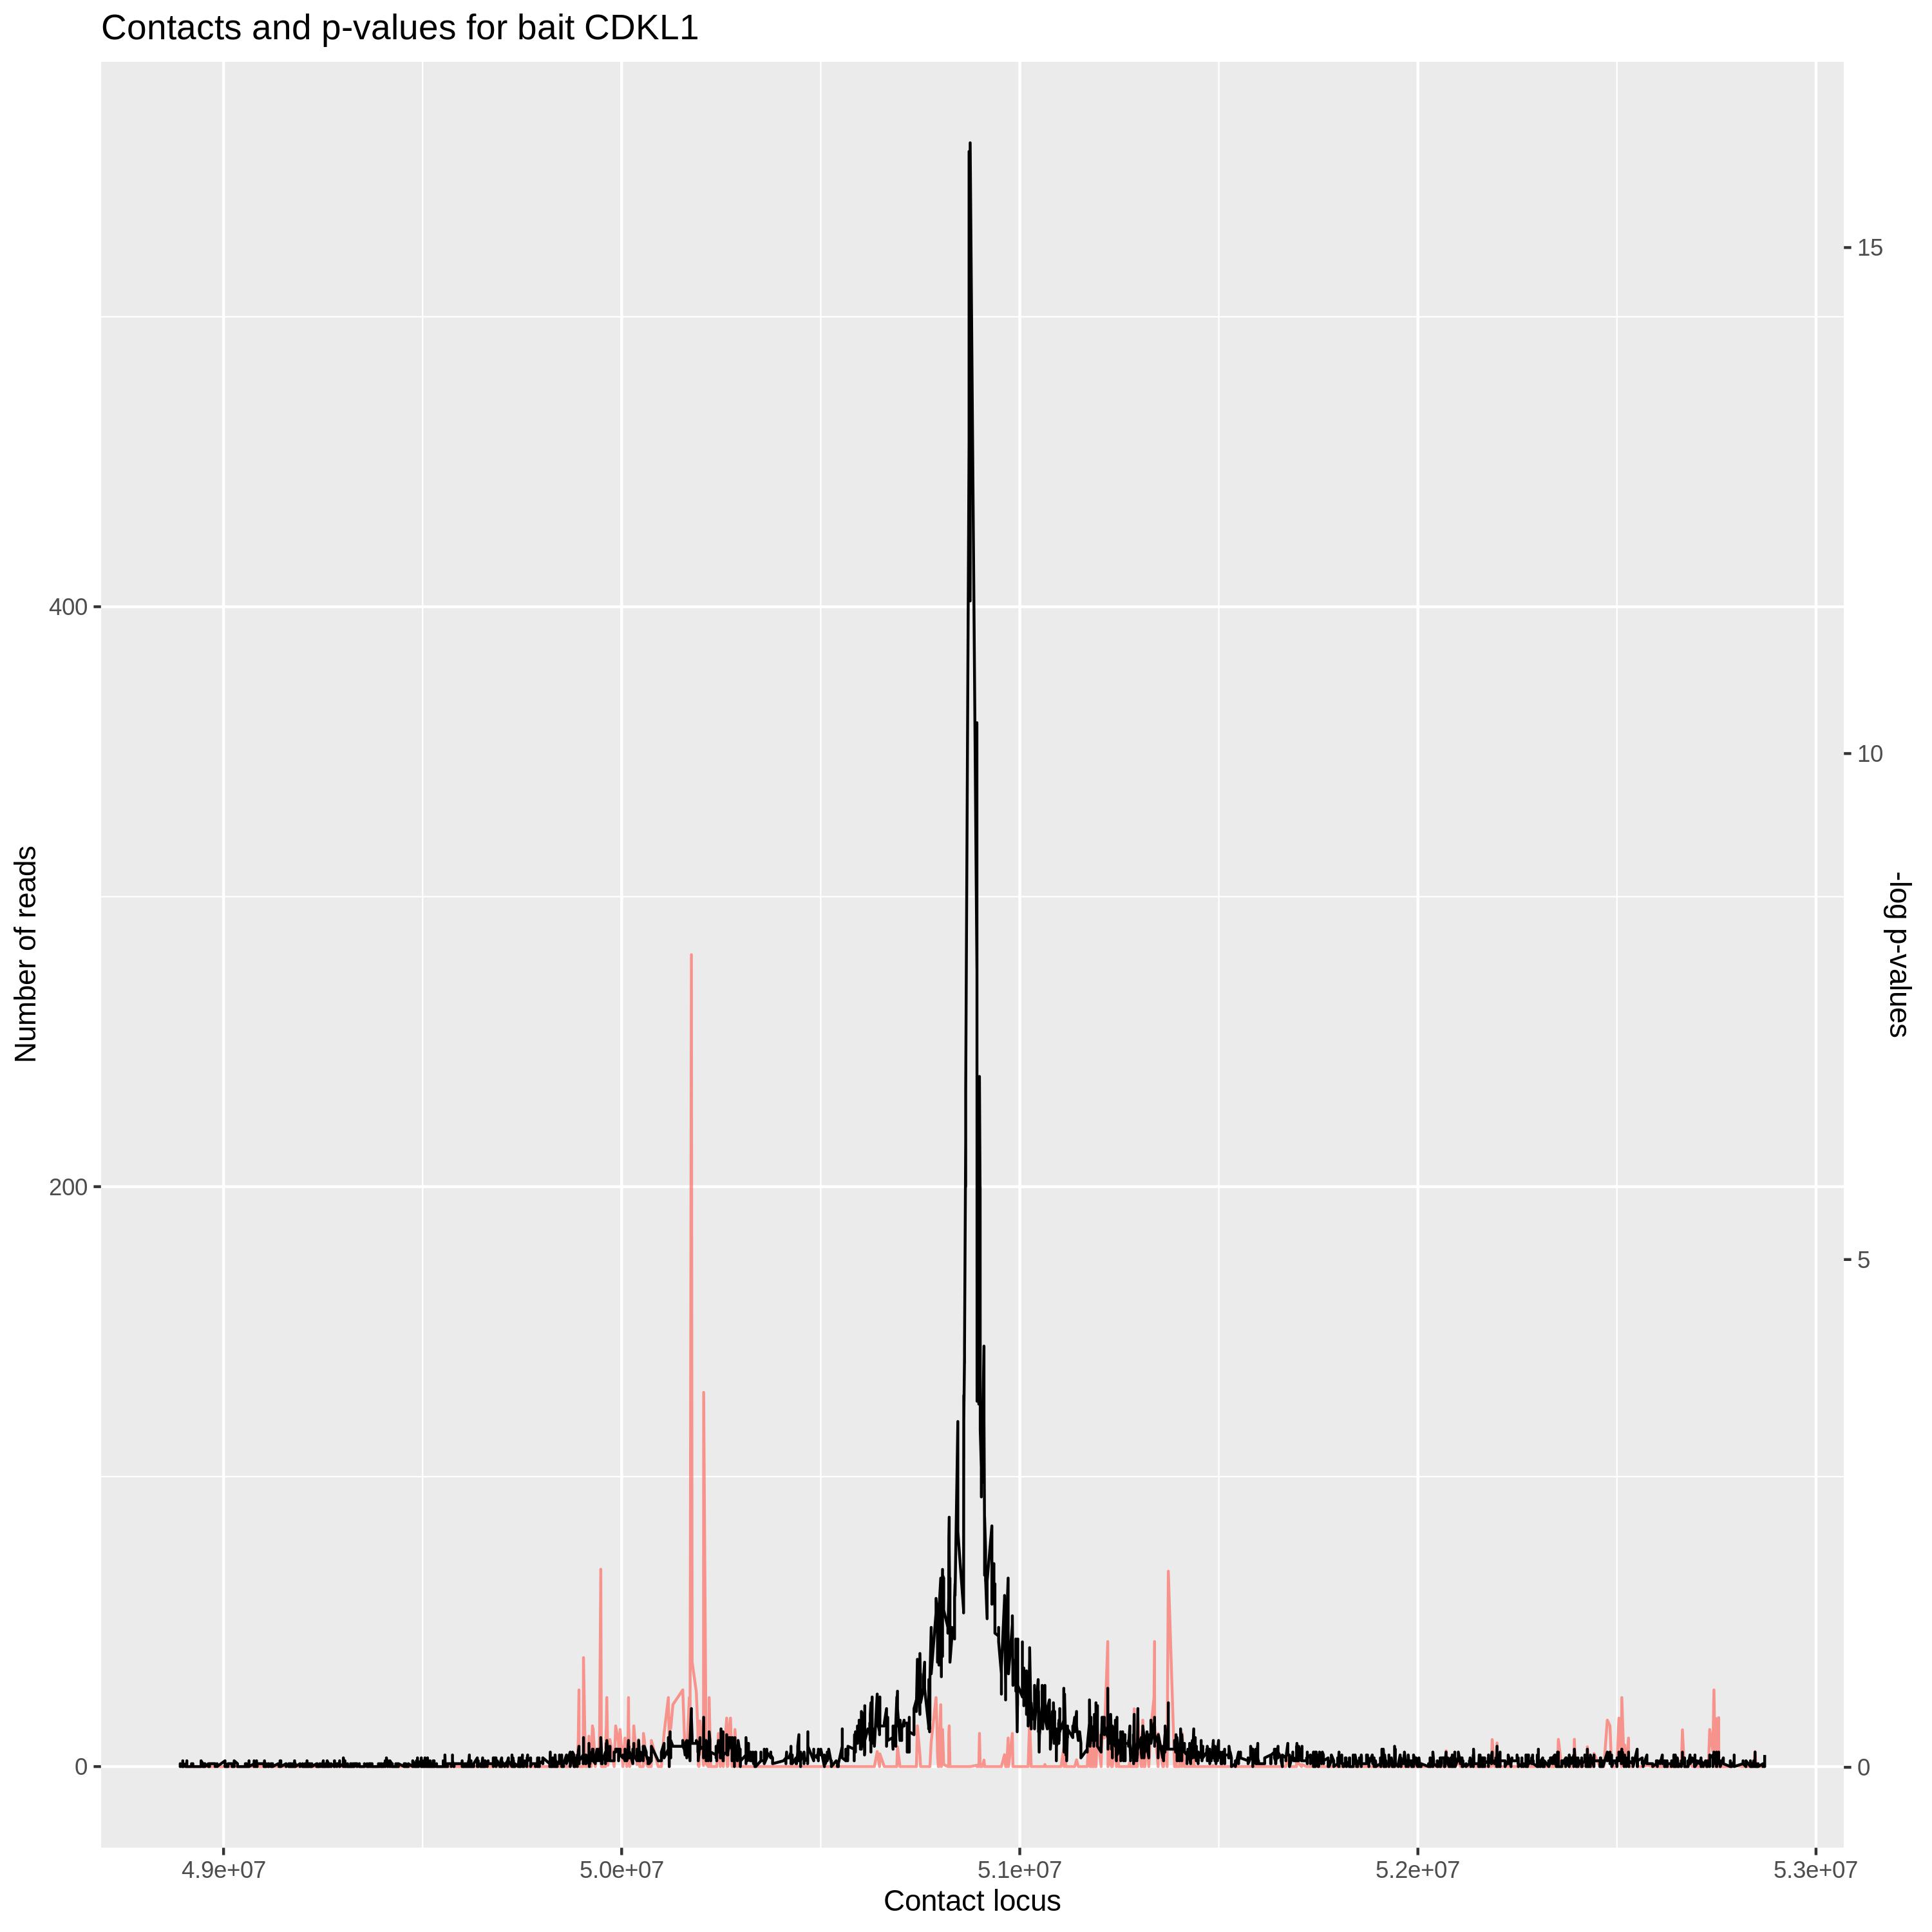 Contacts and p-values for bait CDKL1
Number of reads
400
200
0
15
10
5
0
-log p-values
4.9e+07
5.0e+07
5.1e+07
5.2e+07
5.3e+07
Contact locus